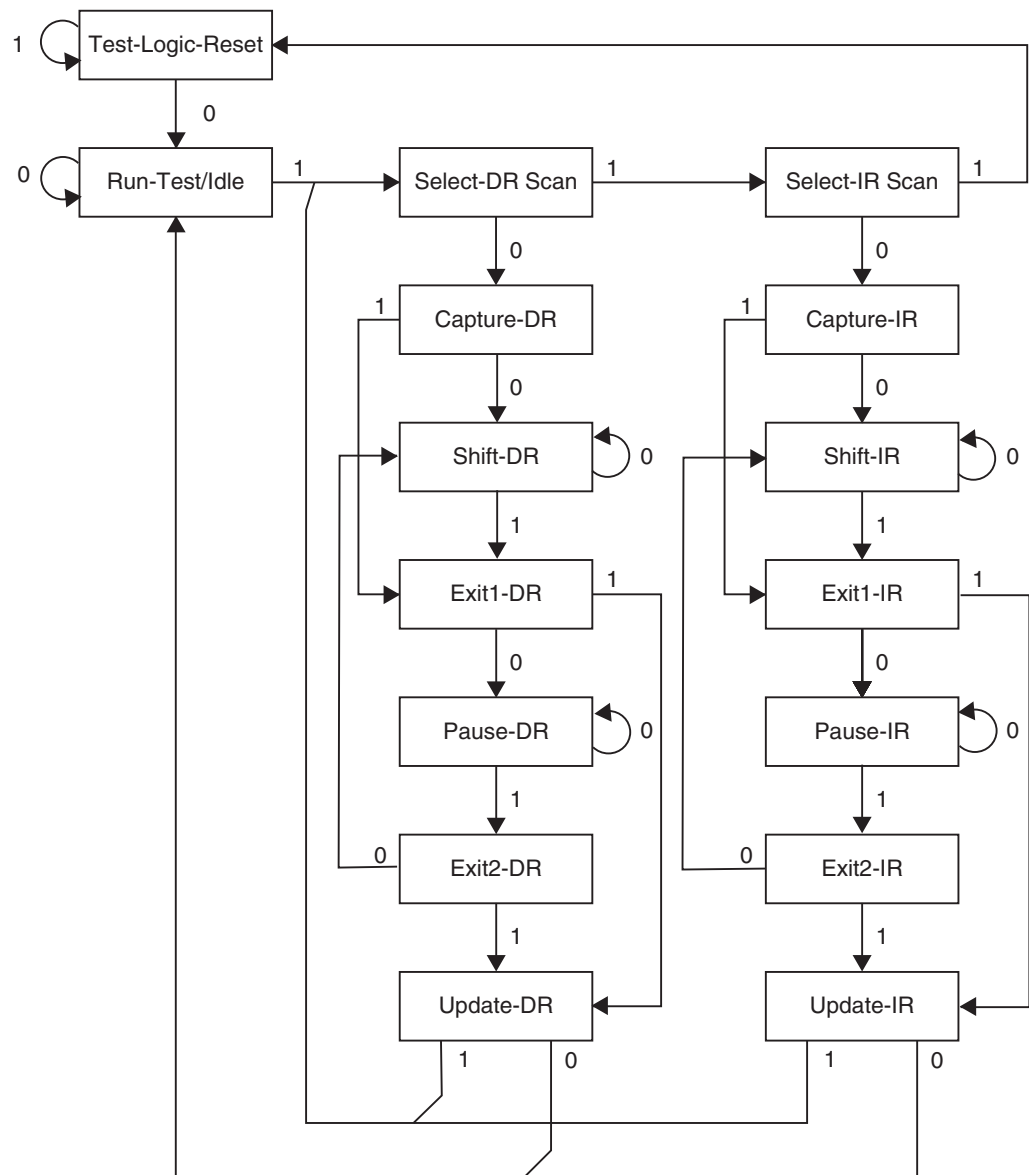 1 Test-Logic-Reset
0
0 Run-Test/Idle 1 Select-DR Scan 1 Select-IR Scan 1
0 0
1 Capture-DR 1 Capture-IR
0 0
Shift-DR 0 Shift-IR 0
1 1
Exit1-DR 1 Exit1-IR 1
0 0
Pause-DR 0 Pause-IR 0
1 1
0 Exit2-DR 0 Exit2-IR
1 1
Update-DR Update-IR
1 0 1 0